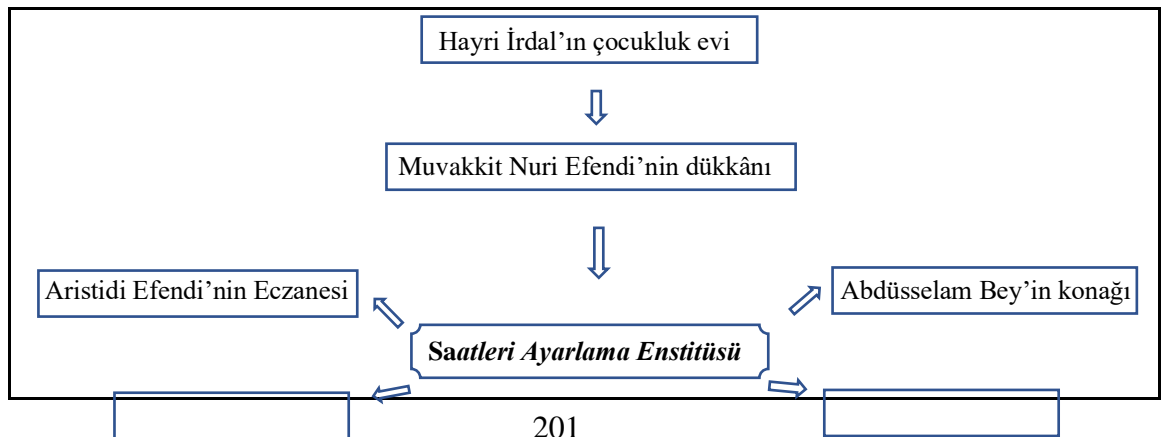 Hayri İrdal’ın çocukluk evi
Muvakkit Nuri Efendi’nin dükkânı
Aristidi Efendi’nin Eczanesi
Abdüsselam Bey’in konağı
Saatleri Ayarlama Enstitüsü
201